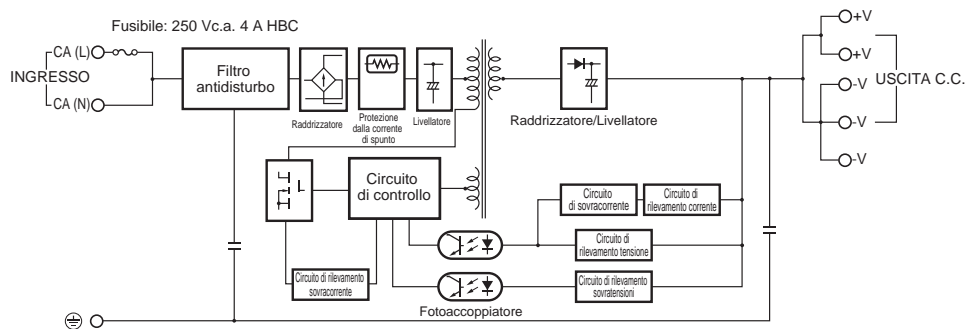 Fusibile: 250 Vc.a. 4 A HBC
CA (L)
INGRESSO
CA (N)
Filtro
antidisturbo
Raddrizzatore
Protezione
dalla corrente
di spunto
Livellatore
Raddrizzatore/Livellatore
+V
+V
-V
-V
-V
USCITA C.C.
Circuito
di controllo
Circuito
di sovracorrente
Circuito di
rilevamento corrente
Circuito di
rilevamento tensione
Circuito di rilevamento
sovracorrente
Circuito di rilevamento
sovratensioni
Fotoaccoppiatore